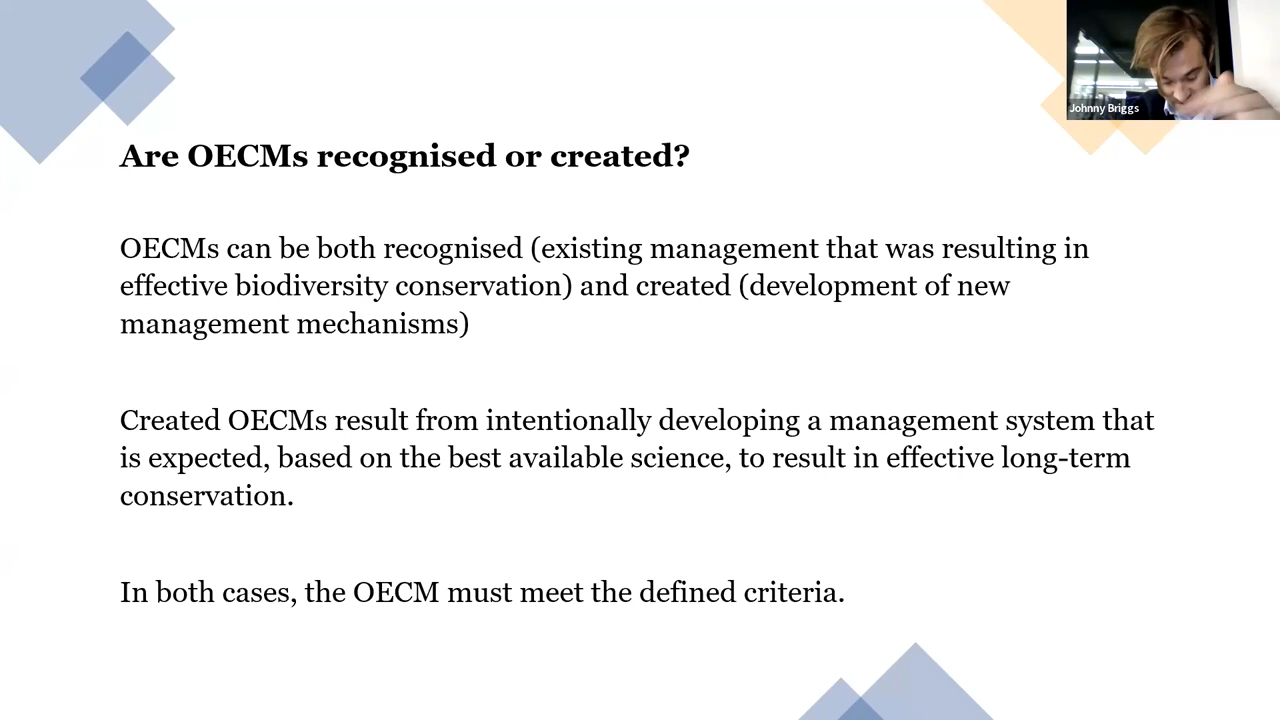 Johnny Briggs
Are OECMs recognised or created?
OECMs can be both recognised (existing management that was resulting in
effective biodiversity conservation) and created (development of new
management mechanisms)
Created OECMs result from intentionally developing a management system that
is expected, based on the best available science, to result in effective long-term
conservation.
In both cases, the OECM must meet the defined criteria.